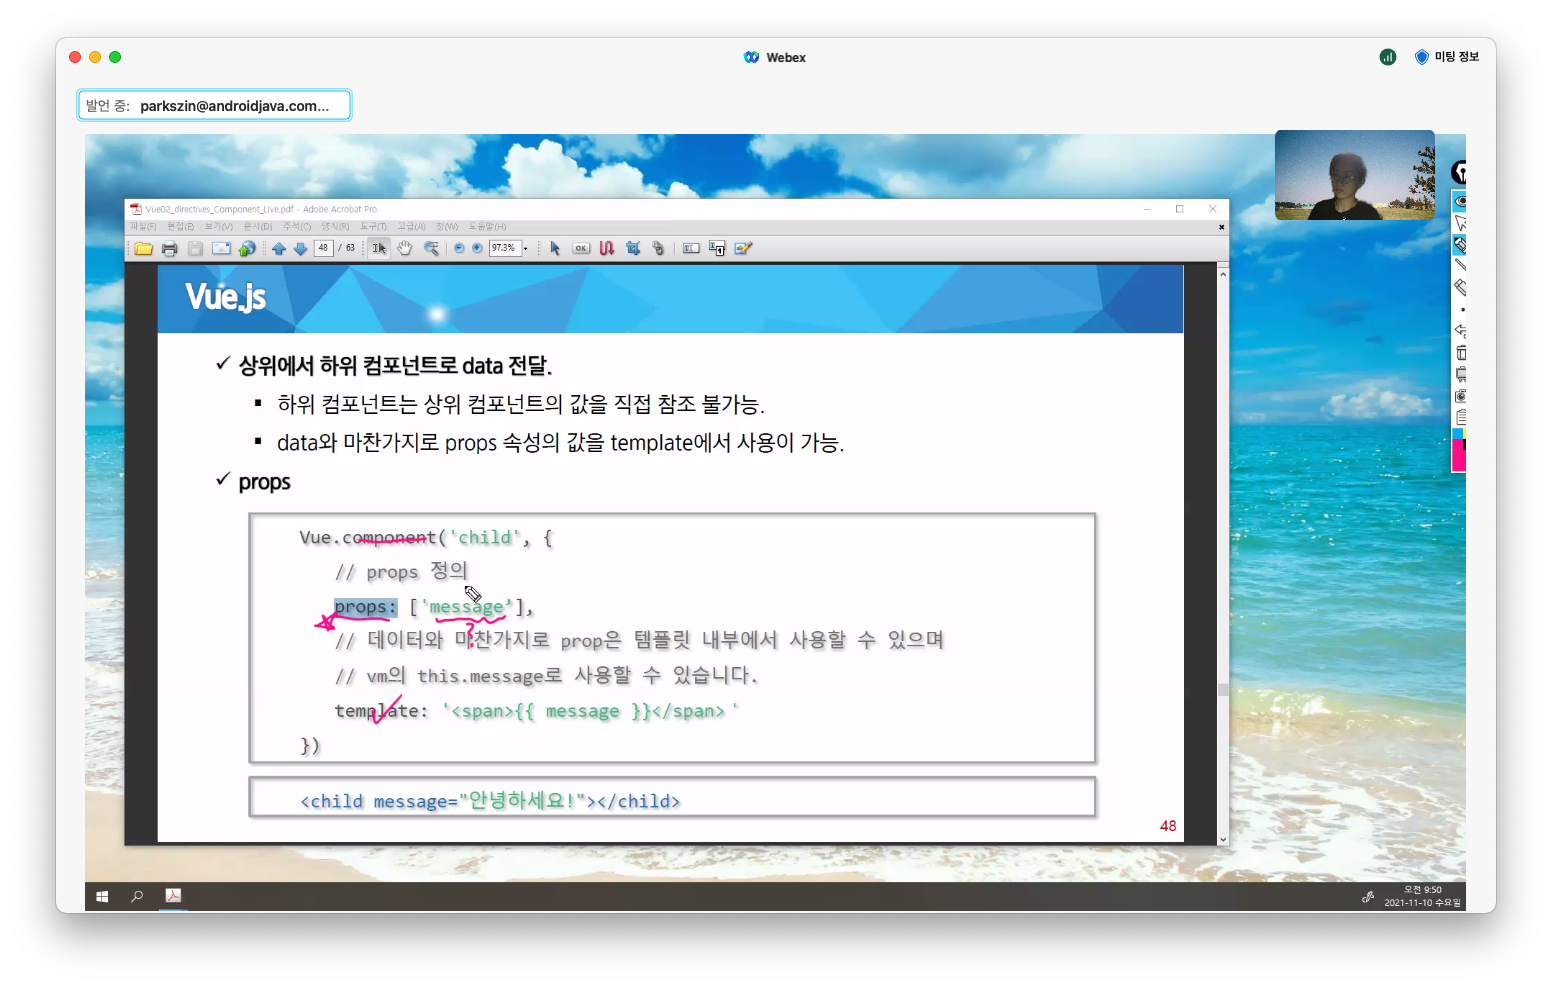 Webex
미팅 정보
발언 중: parkszin@androidjava.com...
Vue02_directives_Component_Live.pdf - Adobe Acrobat Pro
파일(F) 편집(E) 보기(V) 문서(D) 주석(C) 양식(R) 도구(T) 고급(A) 창(W) 도움말(H)
48 / 63 97.3%
OK
Vue.js
✓ 상위에서 하위 컴포넌트로 data 전달.
▪ 하위 컴포넌트는 상위 컴포넌트의 값을 직접 참조 불가능.
▪ data와 마찬가지로 props 속성의 값을 template에서 사용이 가능.
✓ props
Vue.component('child', {
// props 정의
props: ['message’],
// 데이터와 마찬가지로 prop은 템플릿 내부에서 사용할 수 있으며
// vm의 this.message로 사용할 수 있습니다.
template: '<span>{{ message }}</span> '
})
<child message="안녕하세요!"></child>
48
오전 9:50
2021-11-10 수요일